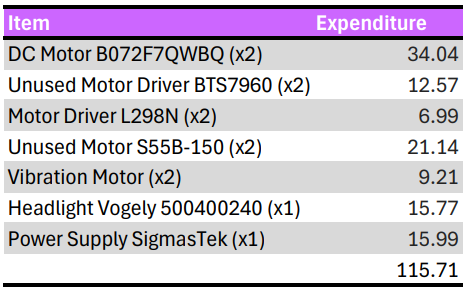 Item Expenditure
DC Motor B072F7QWBQ (x2) 34.04
Unused Motor Driver BTS7960 (x2) 12.57
Motor Driver L298N (x2) 6.99
Unused Motor S55B-150 (x2) 21.14
Vibration Motor (x2) 9.21
Headlight Vogely 500400240 (x1) 15.77
Power Supply SigmasTek (x1) 15.99
115.71